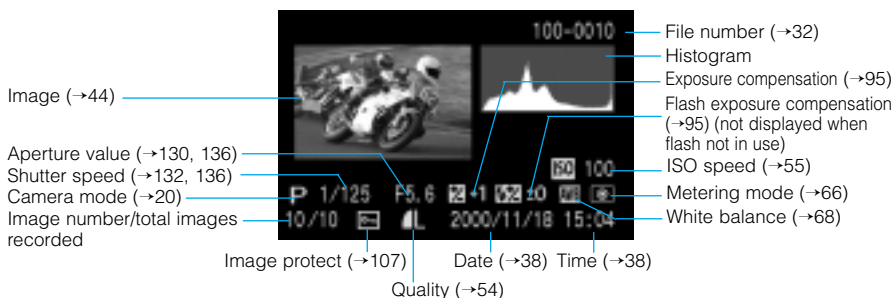 100-0010
File number (→32)
Histogram
Exposure compensation (→95)
Flash exposure compensation
(→95) (not displayed when
flash not in use)
Image (→44)
ISO 100
ISO speed (→55)
Aperture value (→130, 136)
Shutter speed (→132, 136)
Camera mode (→20)
Image number/total images
recorded
P 1/125 F5.6 +1 ±0 WB
Metering mode (→66)
White balance (→68)
10/10 L 2000/11/18 15:04
Image protect (→107)
Date (→38) Time (→38)
Quality (→54)